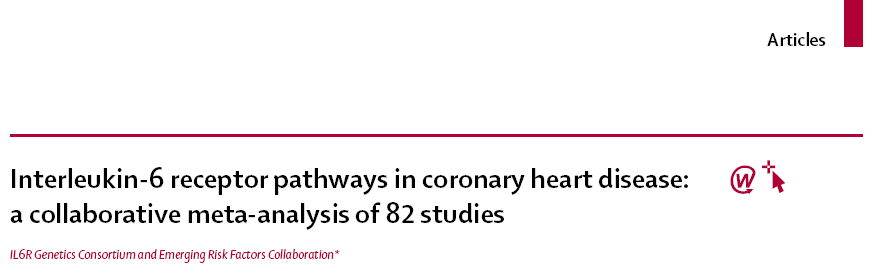 Articles
Interleukin-6 receptor pathways in coronary heart disease:
a collaborative meta-analysis of 82 studies
IL6R Genetics Consortium and Emerging Risk Factors Collaboration*